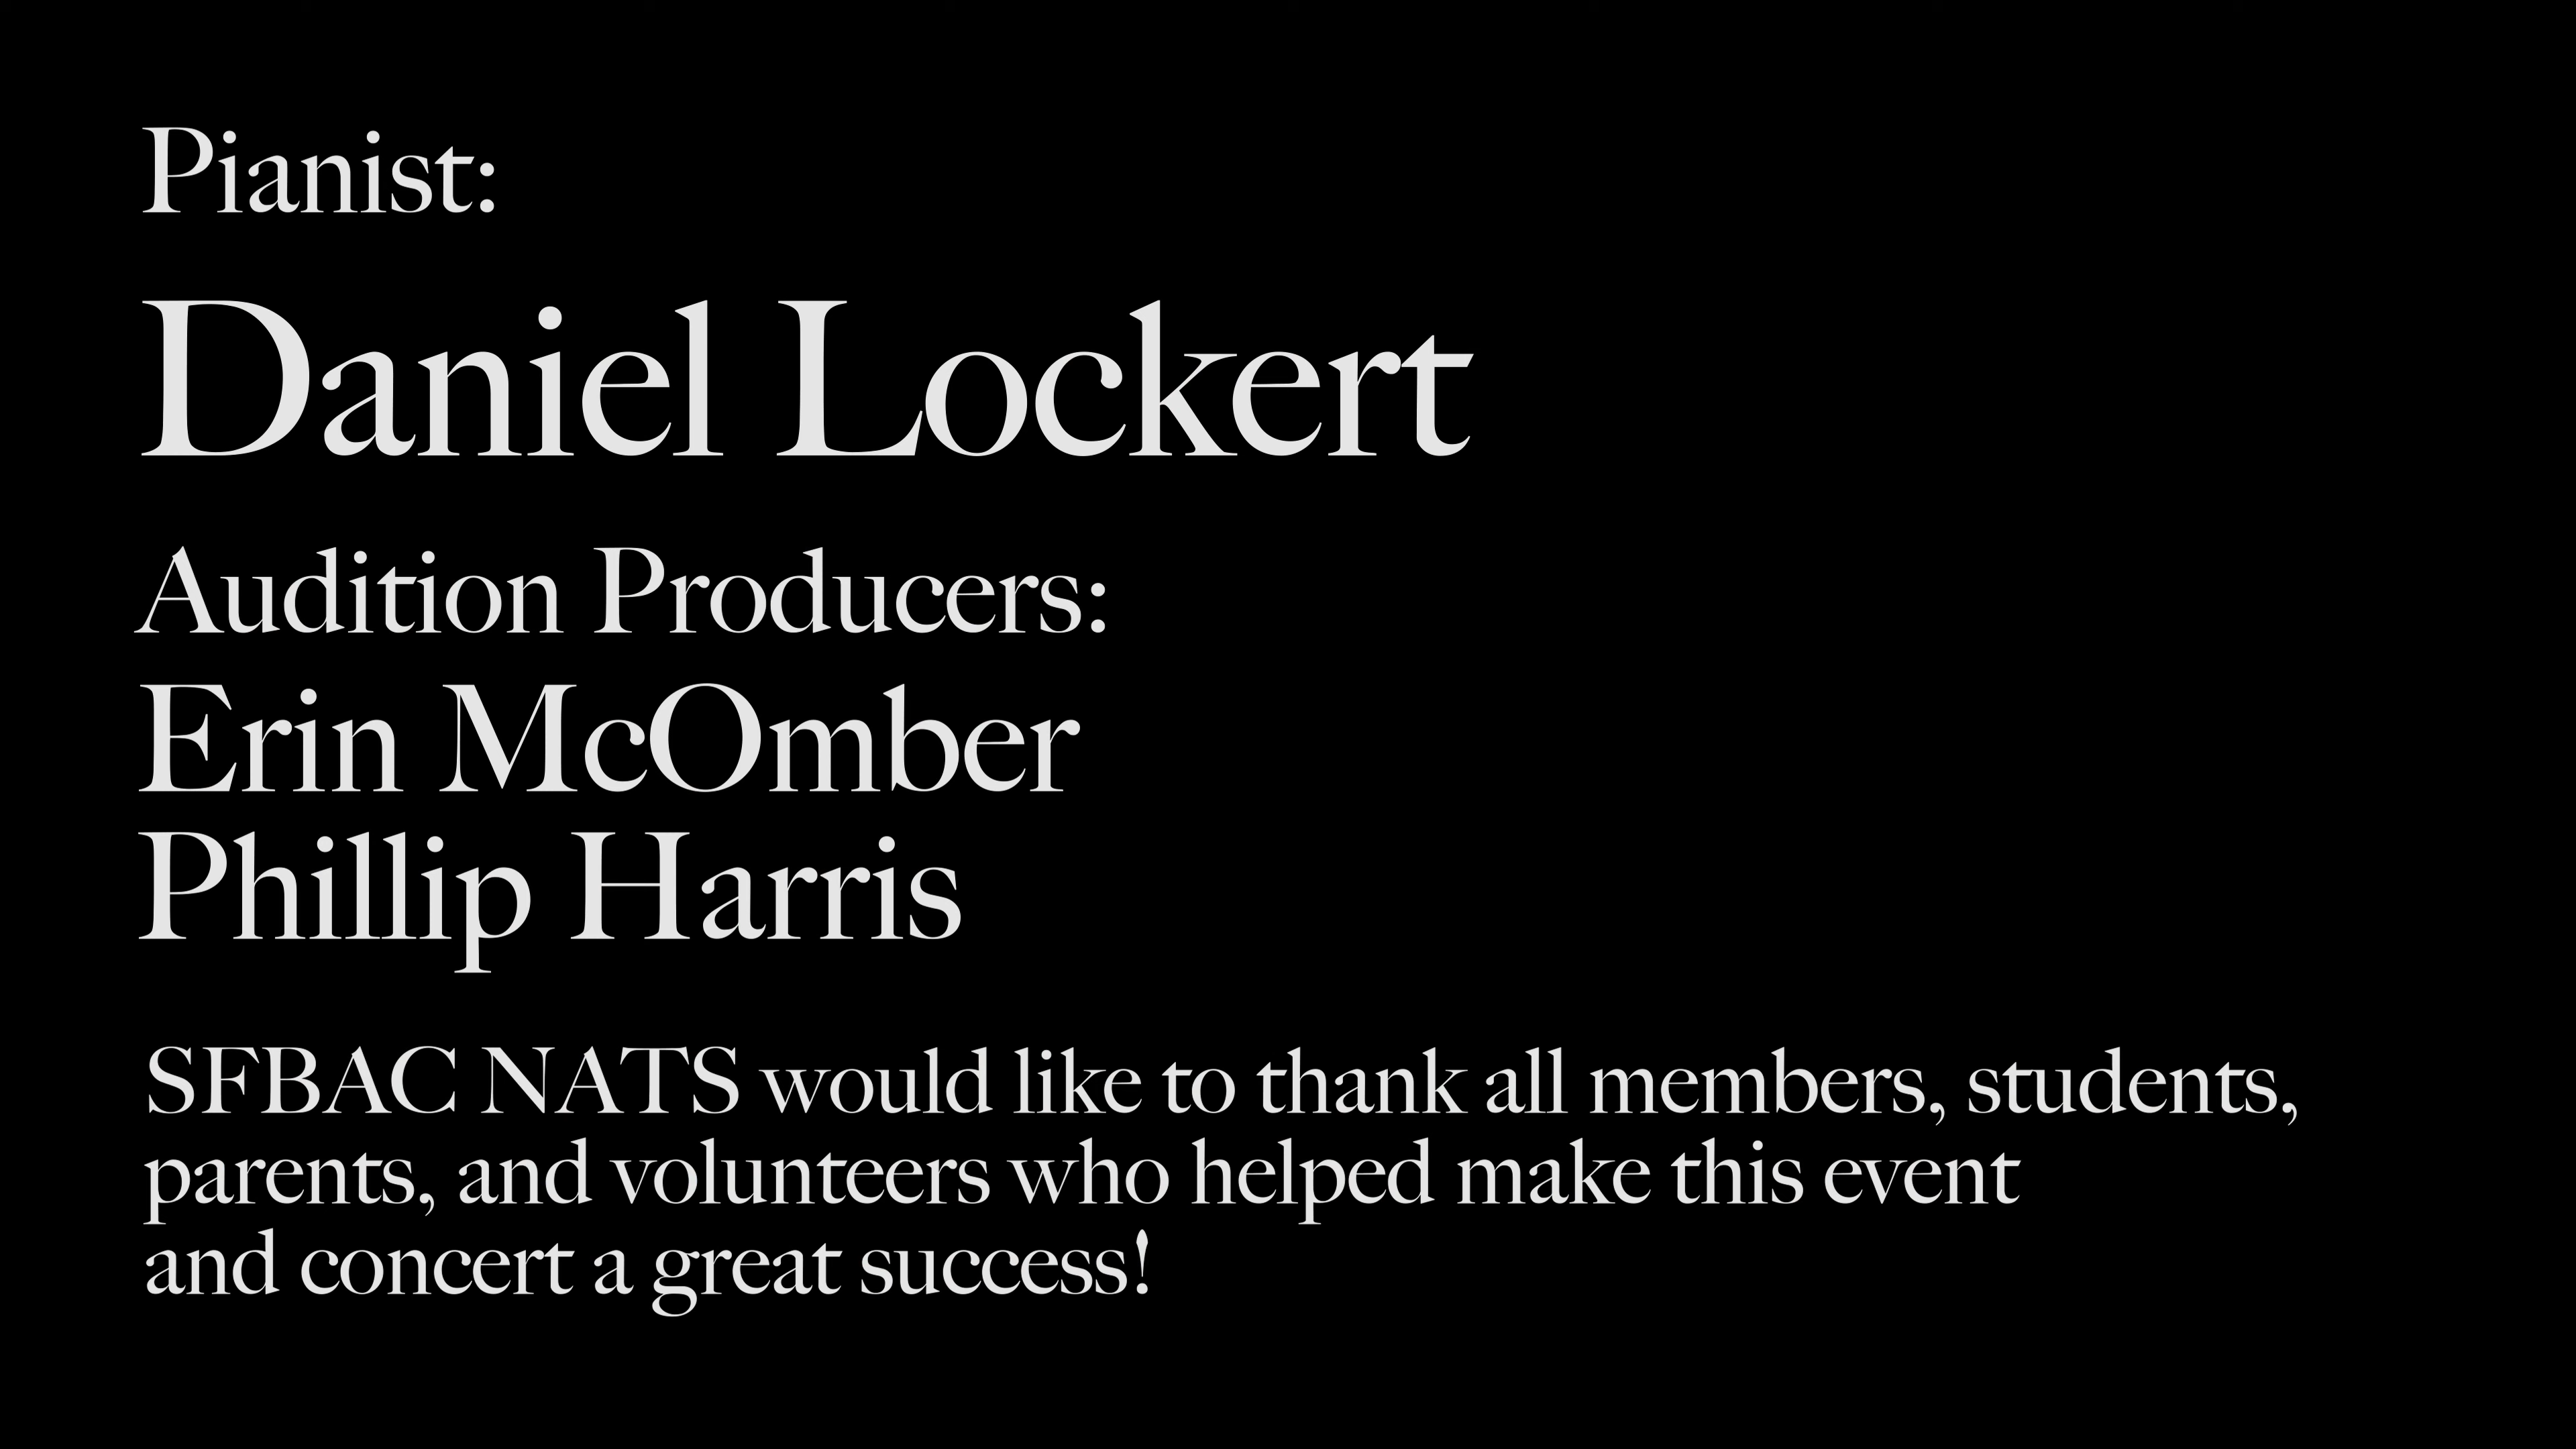 Pianist:
Daniel Lockert
Audition Producers:
Erin McOmber
Phillip Harris
SFBAC NATS would like to thank all members, students,
parents, and volunteers who helped make this event
and concert a great success!